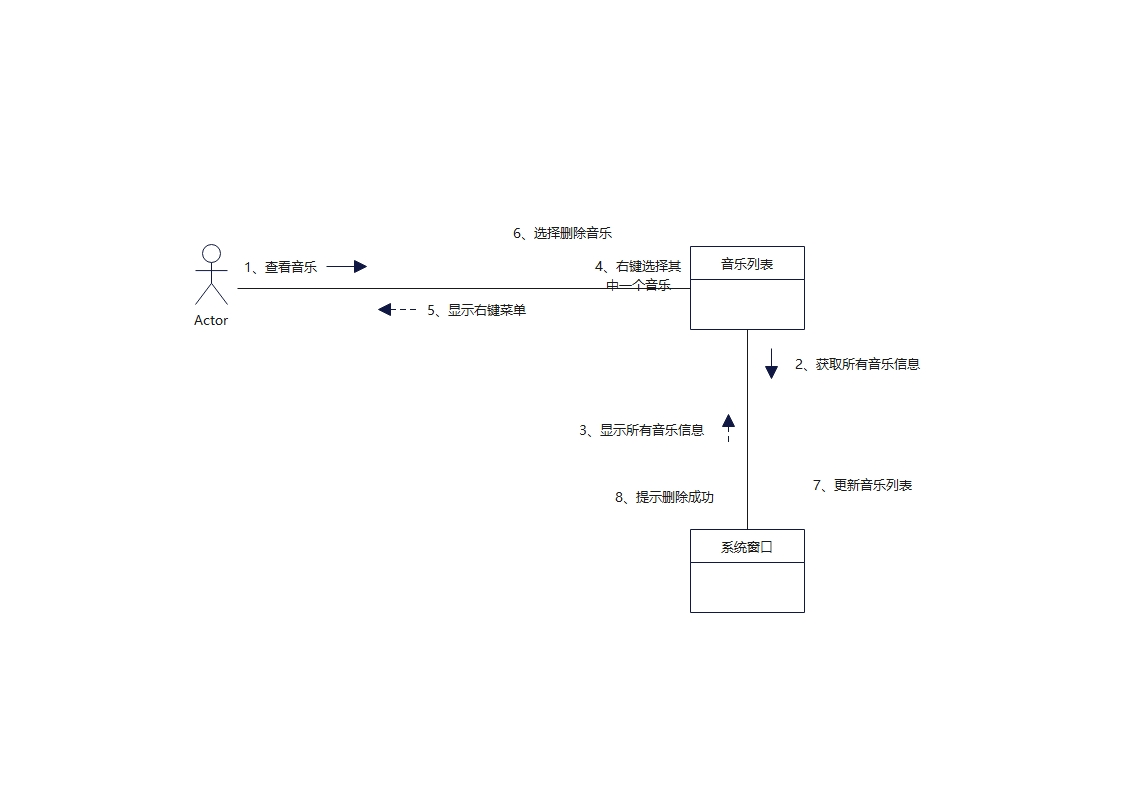 6、选择删除音乐
1、查看音乐
4、右键选择其
中一个音乐
音乐列表
5、显示右键菜单
Actor
2、获取所有音乐信息
3、显示所有音乐信息
7、更新音乐列表
8、提示删除成功
系统窗口